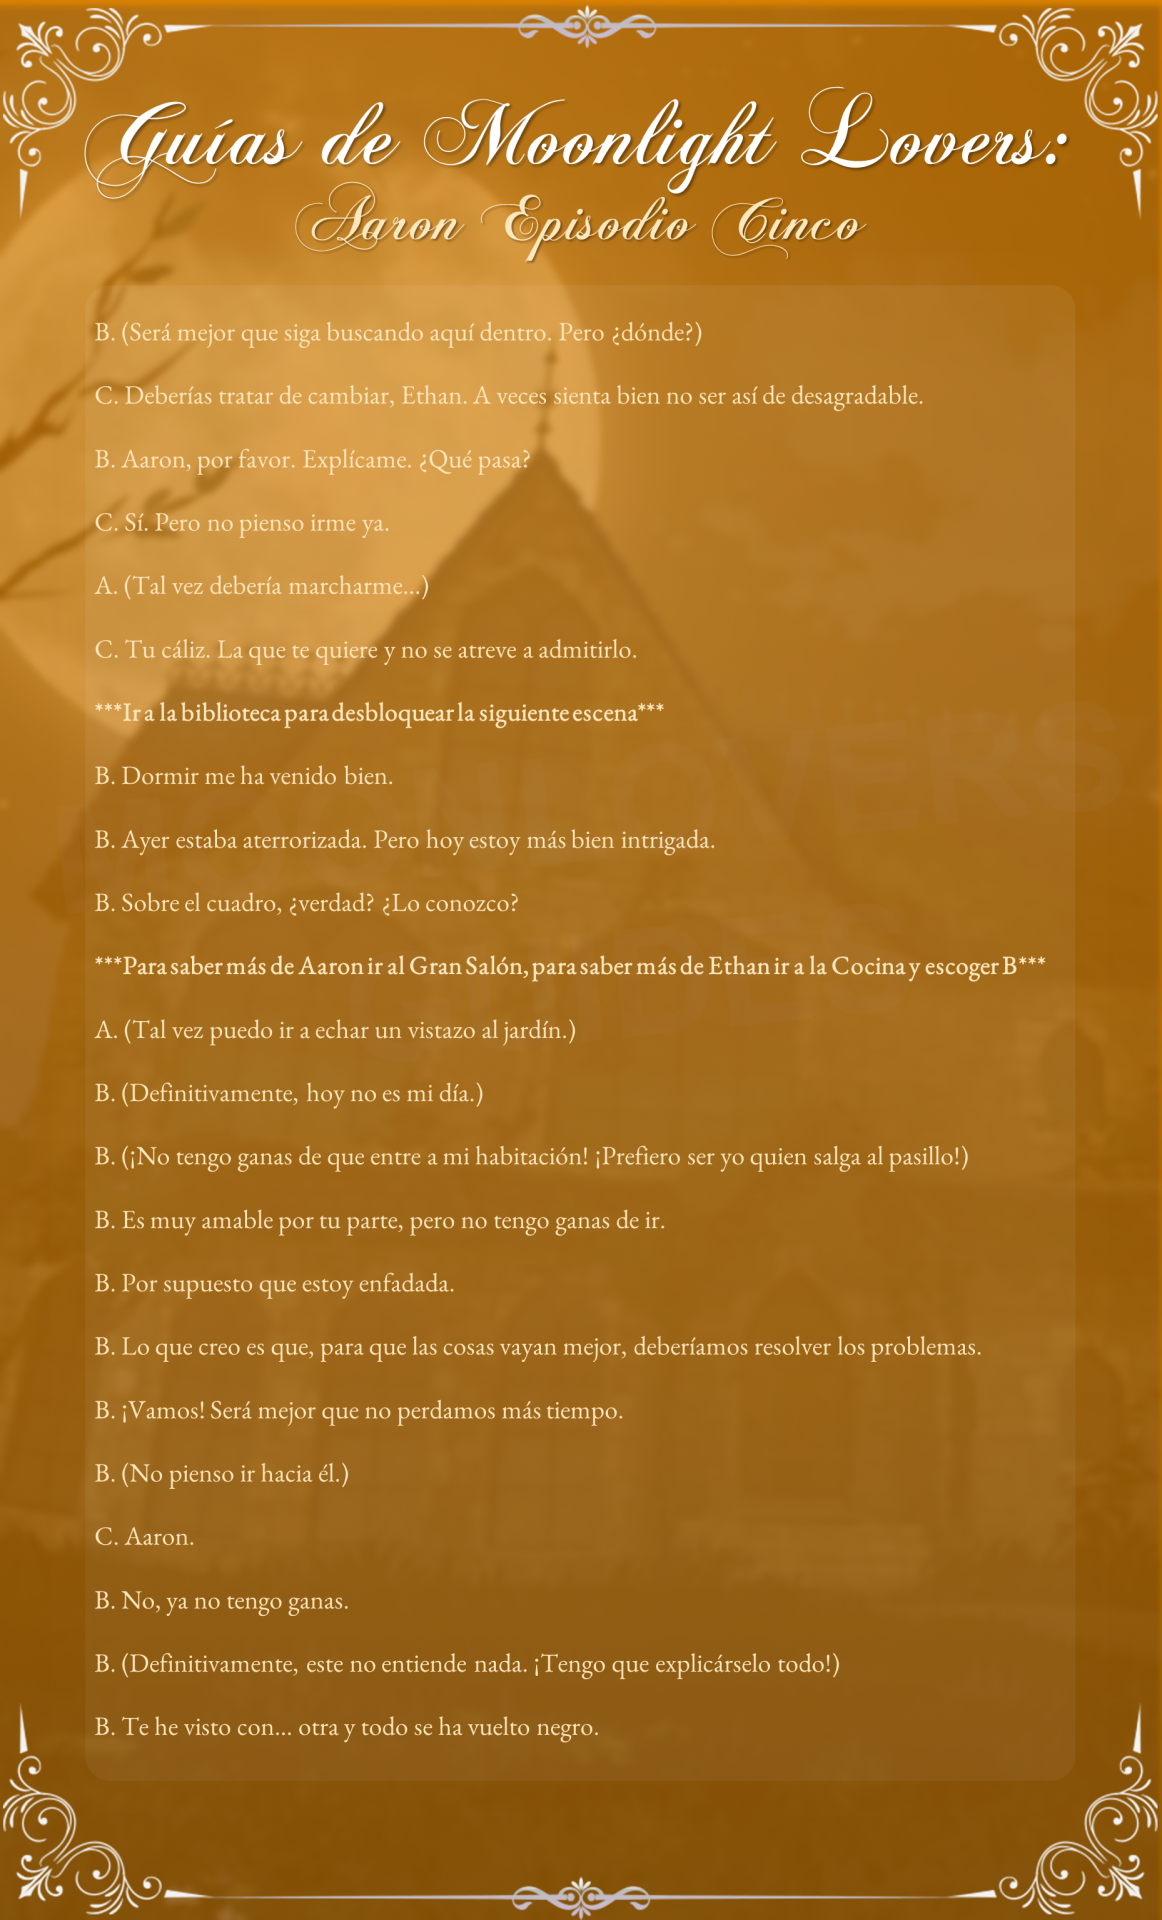 Guías de Moonlight Lovers:
Aaron Episodio Cinco
B. (Será mejor que siga buscando aquí dentro. Pero ¿dónde?)
C. Deberías tratar de cambiar, Ethan. A veces sienta bien no ser así de desagradable.
B. Aaron, por favor. Explícame. ¿Qué pasa?
C. Sí. Pero no pienso irme ya.
A. (Tal vez debería marcharme...)
C. Tu cáliz. La que te quiere y no se atreve a admitirlo.
***Ir a la biblioteca para desbloquear la siguiente escena***
B. Dormir me ha venido bien.
B. Ayer estaba aterrorizada. Pero hoy estoy más bien intrigada.
B. Sobre el cuadro, ¿verdad? ¿Lo conozco?
***Para saber más de Aaron ir al Gran Salón, para saber más de Ethan ir a la Cocina y escoger B***
A. (Tal vez puedo ir a echar un vistazo al jardín.)
B. (Definitivamente, hoy no es mi día.)
B. (¡No tengo ganas de que entre a mi habitación! ¡Prefiero ser yo quien salga al pasillo!)
B. Es muy amable por tu parte, pero no tengo ganas de ir.
B. Por supuesto que estoy enfadada.
B. Lo que creo es que, para que las cosas vayan mejor, deberíamos resolver los problemas.
B. ¡Vamos! Será mejor que no perdamos más tiempo.
B. (No pienso ir hacia él.)
C. Aaron.
B. No, ya no tengo ganas.
B. (Definitivamente, este no entiende nada. ¡Tengo que explicárselo todo!)
B. Te he visto con... otra y todo se ha vuelto negro.